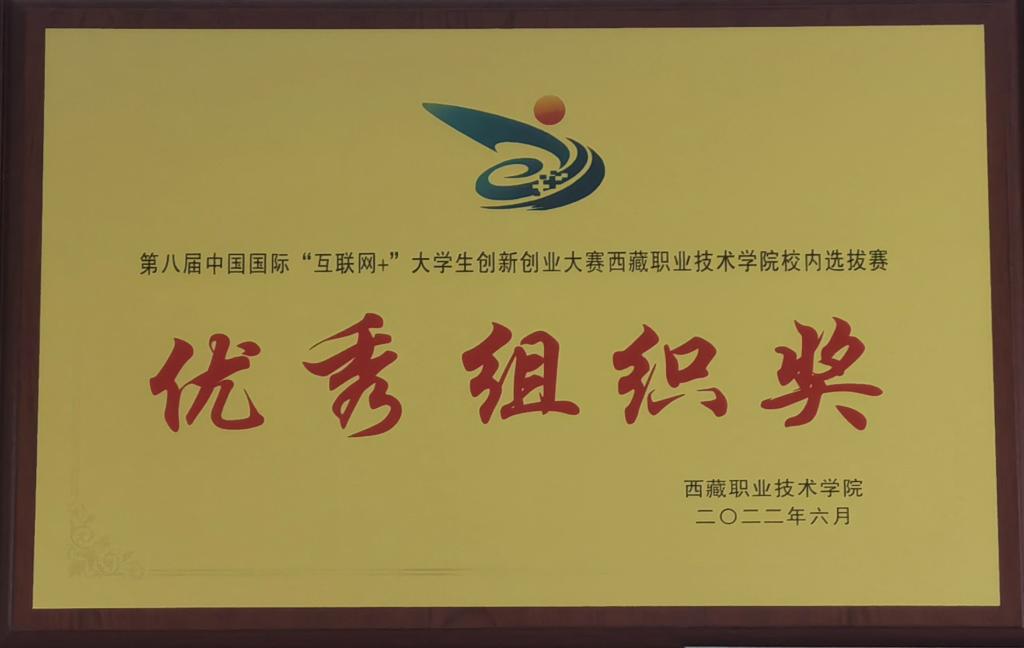 第八届中国国际“互联网+”大学生创新创业大赛西藏职业技术学院校内选拔赛
优秀组织奖
西藏职业技术学院
二〇二二年六月